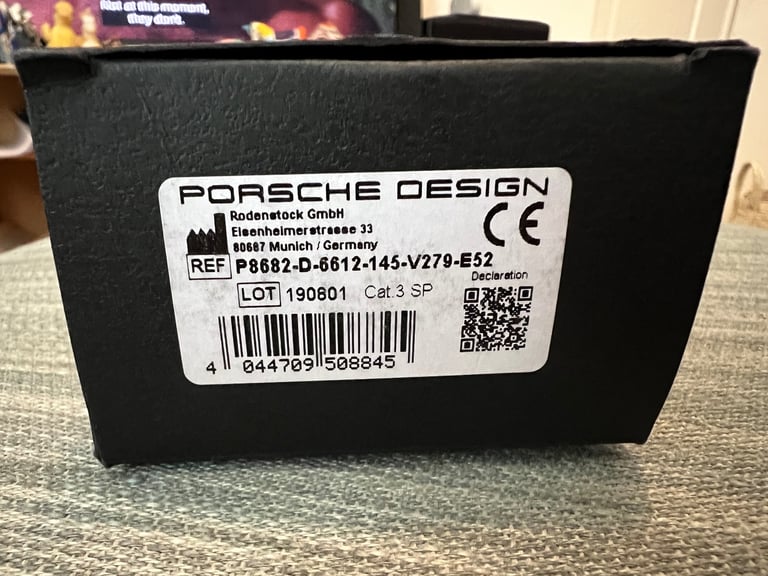 Not at this moment,
they don't.
PORSCHE DESIGN
Rodenstock GmbH
Elsenheimerstrasse 33
80687 Munich / Germany
CE
REF P8682-D-6612-145-V279-E52
Declaration
LOT 190801 Cat.3 SP
4 044709 508845